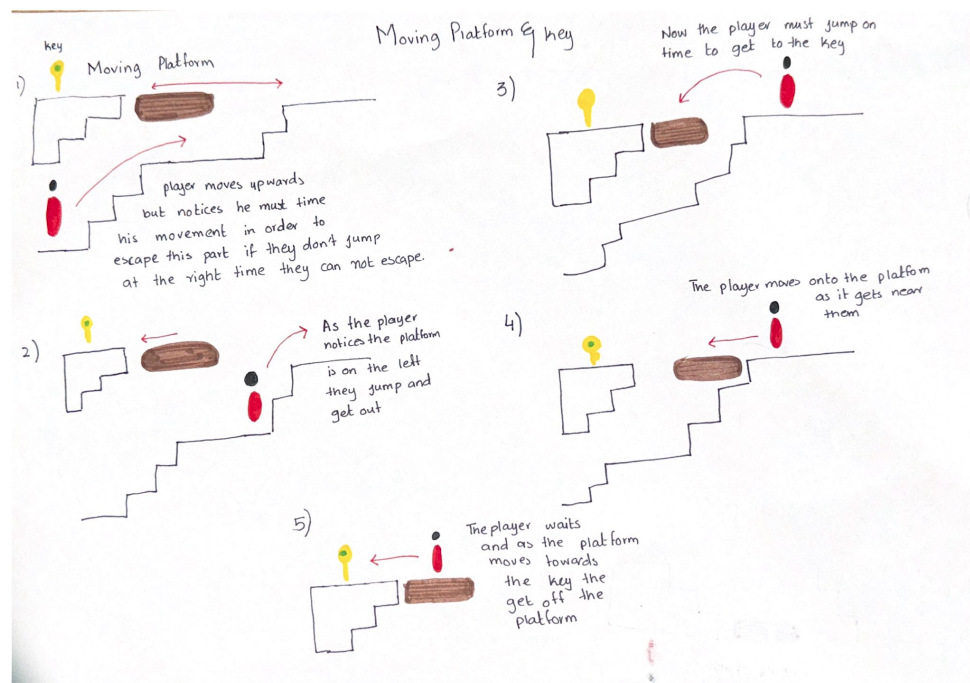 Moving Platform & key
1)
key
Moving Platform
player moves upwards
but notices he must time
his movement in order to
escape this part if they don't jump
at the right time they can not escape.
2)
As the player
notices the platform
is on the left
they jump and
get out
3)
Now the player must jump on
time to get to the key
4)
The player moves onto the platfom
as it gets near
them
5)
The player waits
and as the platform
moves towards
the key the
get off the
platform